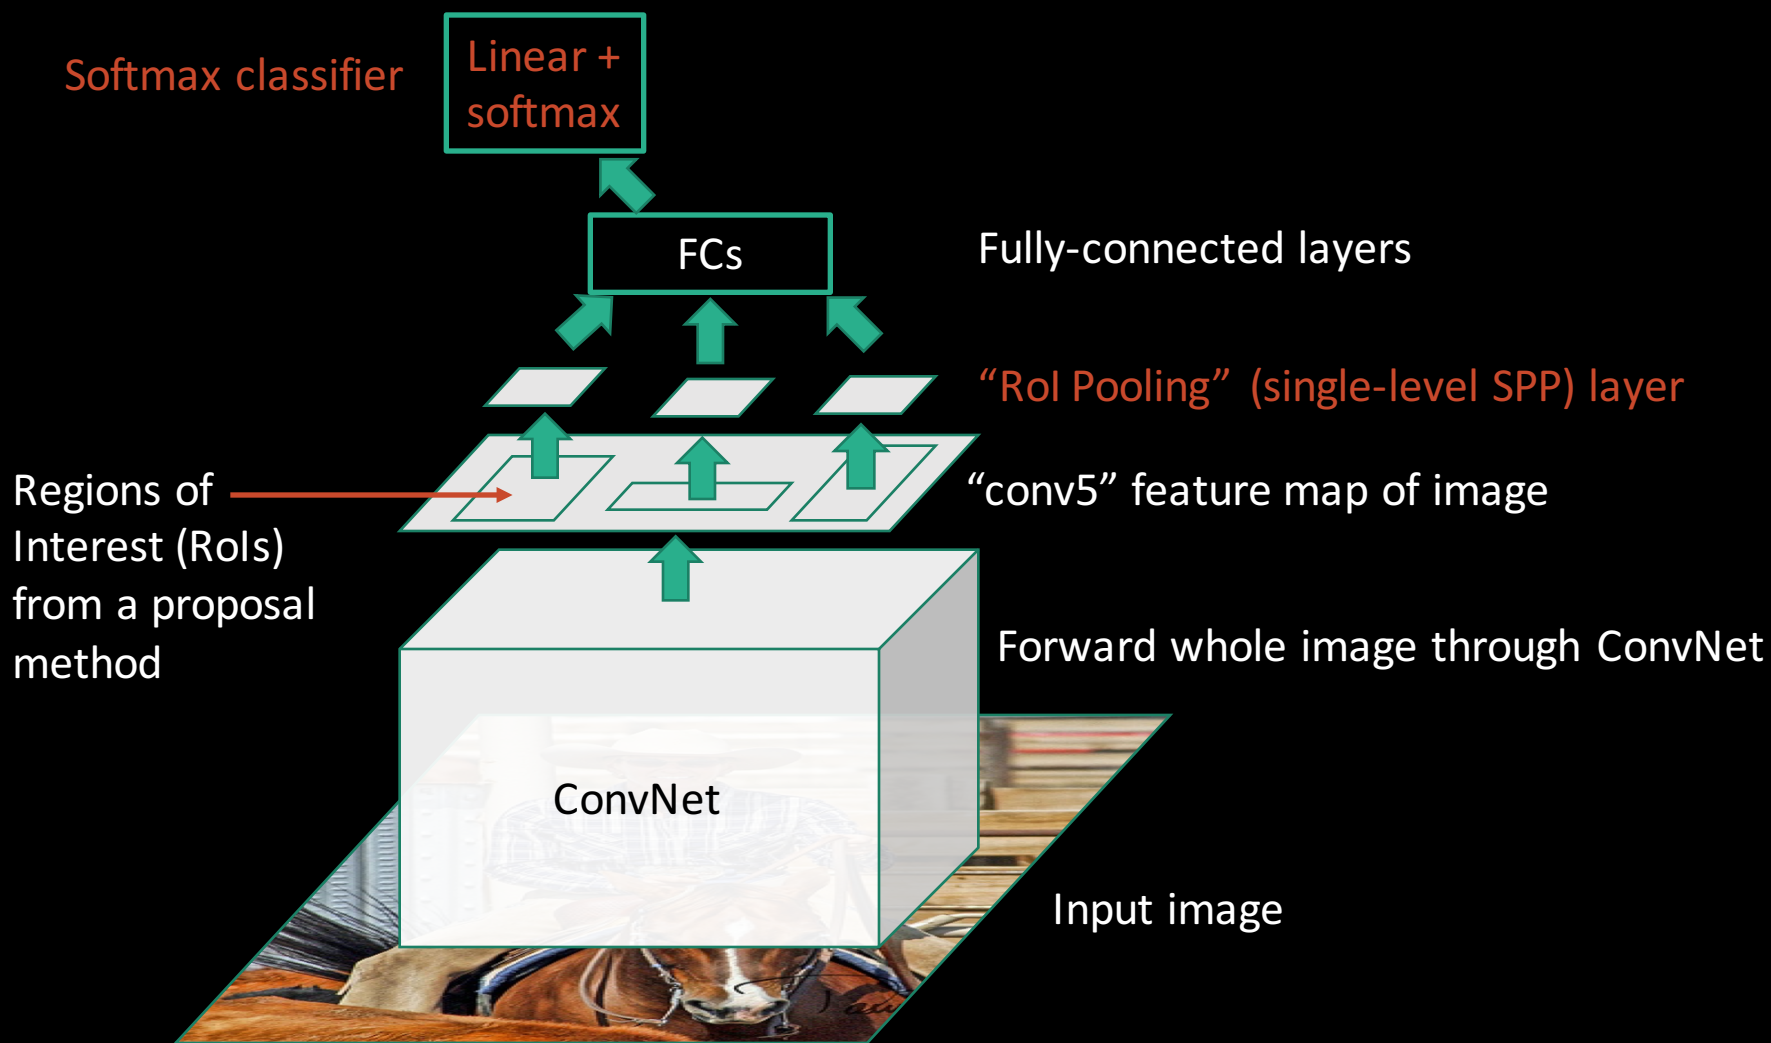 Softmax classifier
Linear +
softmax
FCs
Fully-connected layers
“RoI Pooling” (single-level SPP) layer
Regions of
Interest (RoIs)
from a proposal
method
“conv5” feature map of image
Forward whole image through ConvNet
ConvNet
Input image